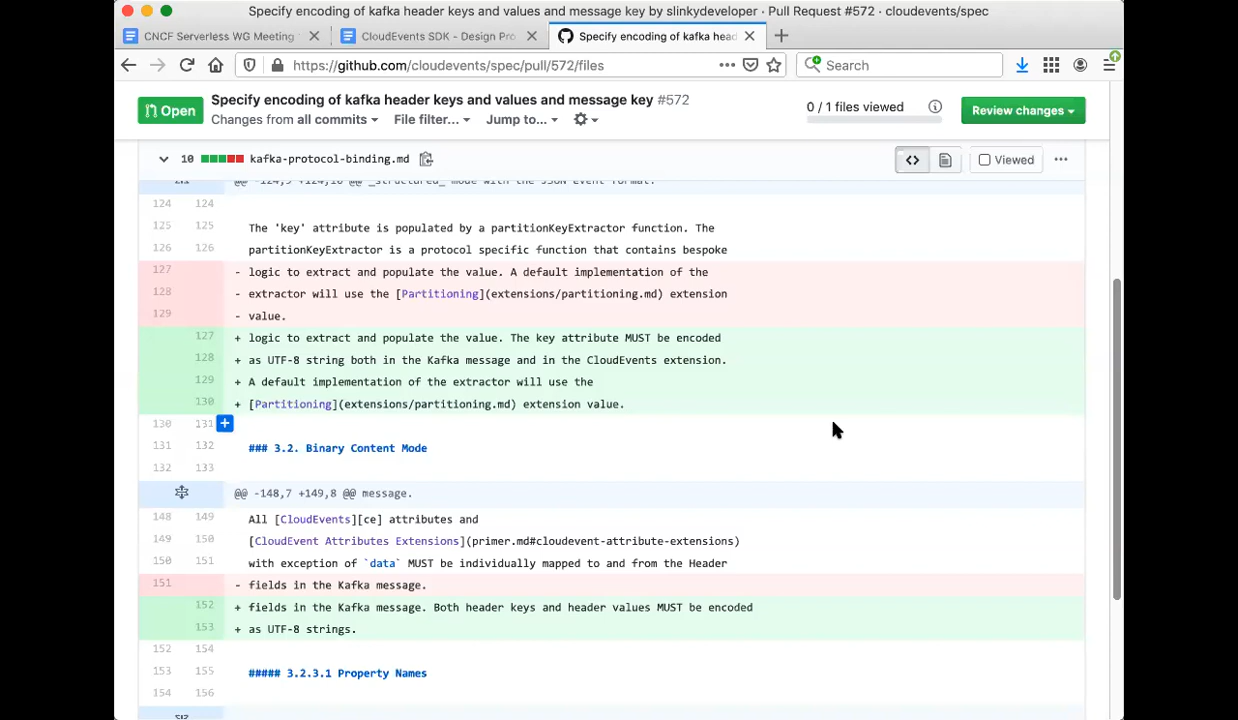 Specify encoding of kafka header keys and values and message key by slinkydeveloper · Pull Request #572 · cloudevents/spec
CNCF Serverless WG Meeting
CloudEvents SDK - Design Pro
Specify encoding of kafka head
https://github.com/cloudevents/spec/pull/572/files
Search
Open
Specify encoding of kafka header keys and values and message key #572
Changes from all commits
File filter...
Jump to...
0 / 1 files viewed
Review changes
10
kafka-protocol-binding.md
Viewed
_structured_ mode with the JSON Event format.
124 124
125 125 The 'key' attribute is populated by a partitionKeyExtractor function. The
126 126 partitionKeyExtractor is a protocol specific function that contains bespoke
127 - logic to extract and populate the value. A default implementation of the
128 - extractor will use the [Partitioning](extensions/partitioning.md) extension
129 - value.
127 + logic to extract and populate the value. The key attribute MUST be encoded
128 + as UTF-8 string both in the Kafka message and in the CloudEvents extension.
129 + A default implementation of the extractor will use the
130 + [Partitioning](extensions/partitioning.md) extension value.
130 131
131 132 ### 3.2. Binary Content Mode
132 133
@@ -148,7 +149,8 @@ message.
148 149 All [CloudEvents][ce] attributes and
149 150 [CloudEvent Attributes Extensions](primer.md#cloudevent-attribute-extensions)
150 151 with exception of `data` MUST be individually mapped to and from the Header
151 - fields in the Kafka message.
152 + fields in the Kafka message. Both header keys and header values MUST be encoded
153 + as UTF-8 strings.
152 154
153 155 ##### 3.2.3.1 Property Names
154 156